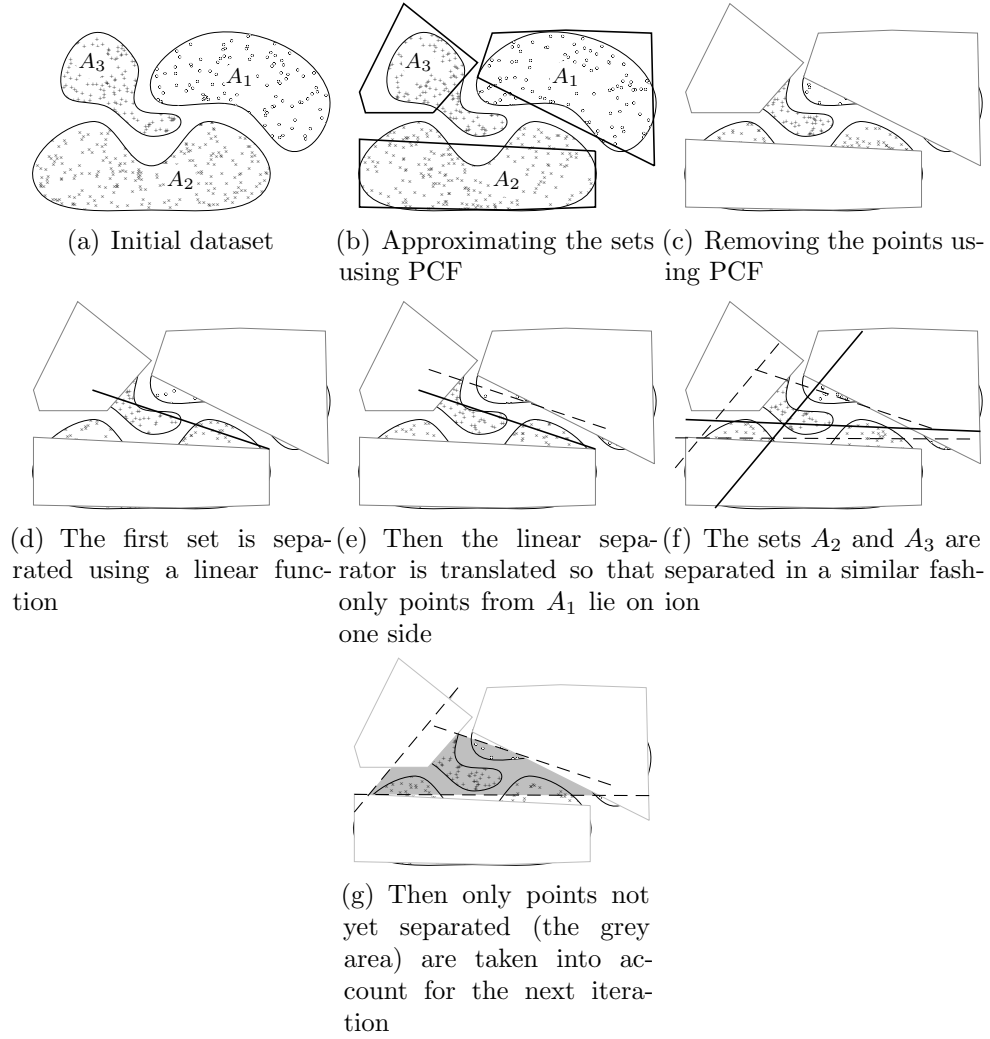 A₃
A₁
A₂
A₃
A₁
A₂
(a) Initial dataset
(b) Approximating the sets
using PCF
(c) Removing the points us-
ing PCF
(d) The first set is sepa-
rated using a linear func-
tion
(e) Then the linear sepa-
rator is translated so that
only points from A₁ lie on
one side
(f) The sets A₂ and A₃ are
separated in a similar fash-
ion
(g) Then only points not
yet separated (the grey
area) are taken into ac-
count for the next itera-
tion